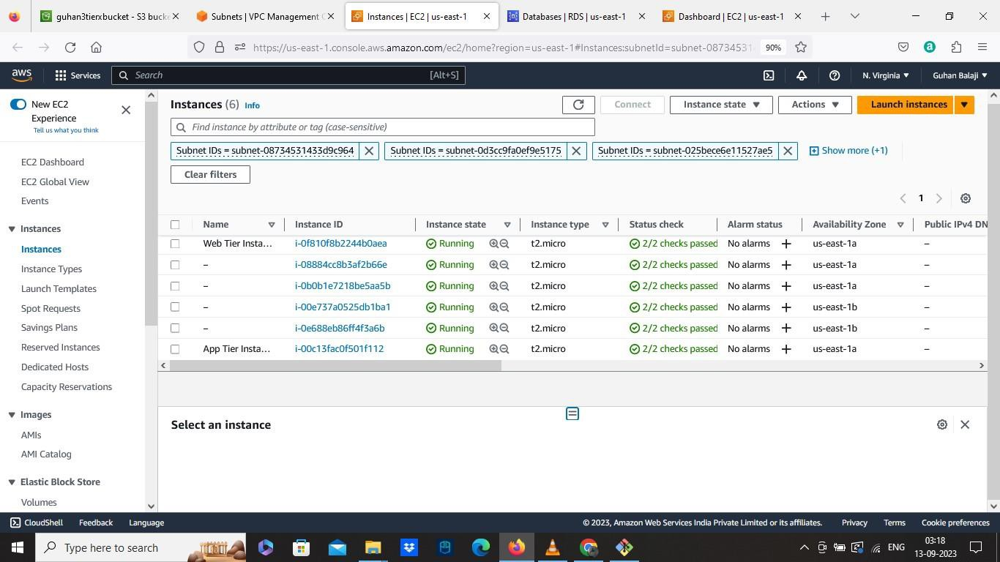 guhan3tierxbucket - S3 bucke
Subnets | VPC Management C
Instances | EC2 | us-east-1
Databases | RDS | us-east-1
Dashboard | EC2 | us-east-1
https://us-east-1.console.aws.amazon.com/ec2/home?region=us-east-1#Instances:subnetId=subnet-08734531
90%
aws
Services
Search
[Alt+S]
N. Virginia
Guhan Balaji
New EC2
Experience
Tell us what you think
EC2 Dashboard
EC2 Global View
Events
Instances
Instances
Instance Types
Launch Templates
Spot Requests
Savings Plans
Reserved Instances
Dedicated Hosts
Capacity Reservations
Images
AMIs
AMI Catalog
Elastic Block Store
Volumes
Instances (6) Info
Connect
Instance state
Actions
Launch instances
Find instance by attribute or tag (case-sensitive)
Subnet IDs = subnet-08734531433d9c964
Subnet IDs = subnet-0d3cc9fa0ef9e5175
Subnet IDs = subnet-025bece6e11527ae5
Show more (+1)
Clear filters
1
Name Instance ID Instance state Instance type Status check Alarm status Availability Zone Public IPv4 DN
Web Tier Insta... i-0f810f8b2244b0aea Running t2.micro 2/2 checks passed No alarms + us-east-1a –
– i-08884cc8b3af2b66e Running t2.micro 2/2 checks passed No alarms + us-east-1a –
– i-0b0b1e7218be5aa5b Running t2.micro 2/2 checks passed No alarms + us-east-1a –
– i-00e737a0525db1ba1 Running t2.micro 2/2 checks passed No alarms + us-east-1b –
– i-0e688eb86ff4f3a6b Running t2.micro 2/2 checks passed No alarms + us-east-1b –
App Tier Insta... i-00c13fac0f501f112 Running t2.micro 2/2 checks passed No alarms + us-east-1a –
Select an instance
CloudShell
Feedback
Language
© 2023, Amazon Web Services India Private Limited or its affiliates.
Privacy
Terms
Cookie preferences
Type here to search
ENG
03:18
13-09-2023